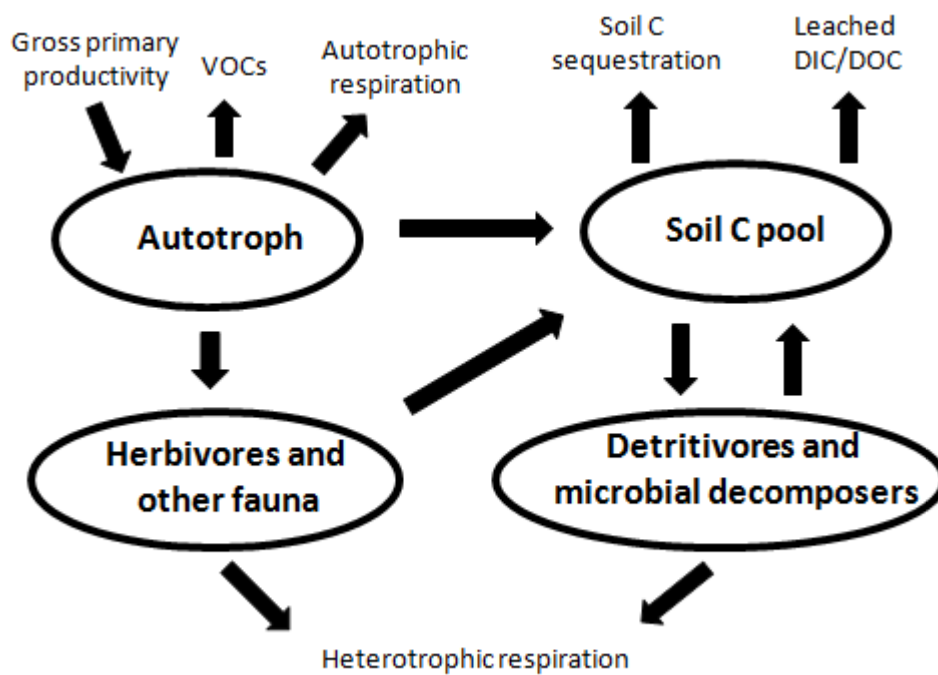 Gross primary
productivity
VOCs
Autotrophic
respiration
Soil C
sequestration
Leached
DIC/DOC
Autotroph
Soil C pool
Herbivores and
other fauna
Detritivores and
microbial decomposers
Heterotrophic respiration